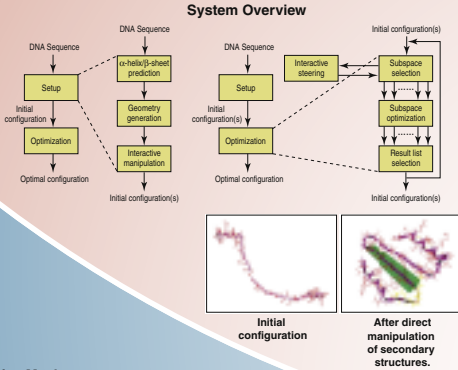 System Overview
DNA Sequence
Setup
Initial
configuration
Optimization
Optimal configuration
DNA Sequence
α-helix/β-sheet
prediction
Geometry
generation
Interactive
manipulation
Initial configuration(s)
DNA Sequence
Setup
Initial
configuration(s)
Optimization
Optimal configuration
Interactive
steering
Initial configuration(s)
Subspace
selection
Subspace
optimization
Result list
selection
Initial configuration(s)
Initial
configuration
After direct
manipulation
of secondary
structures.